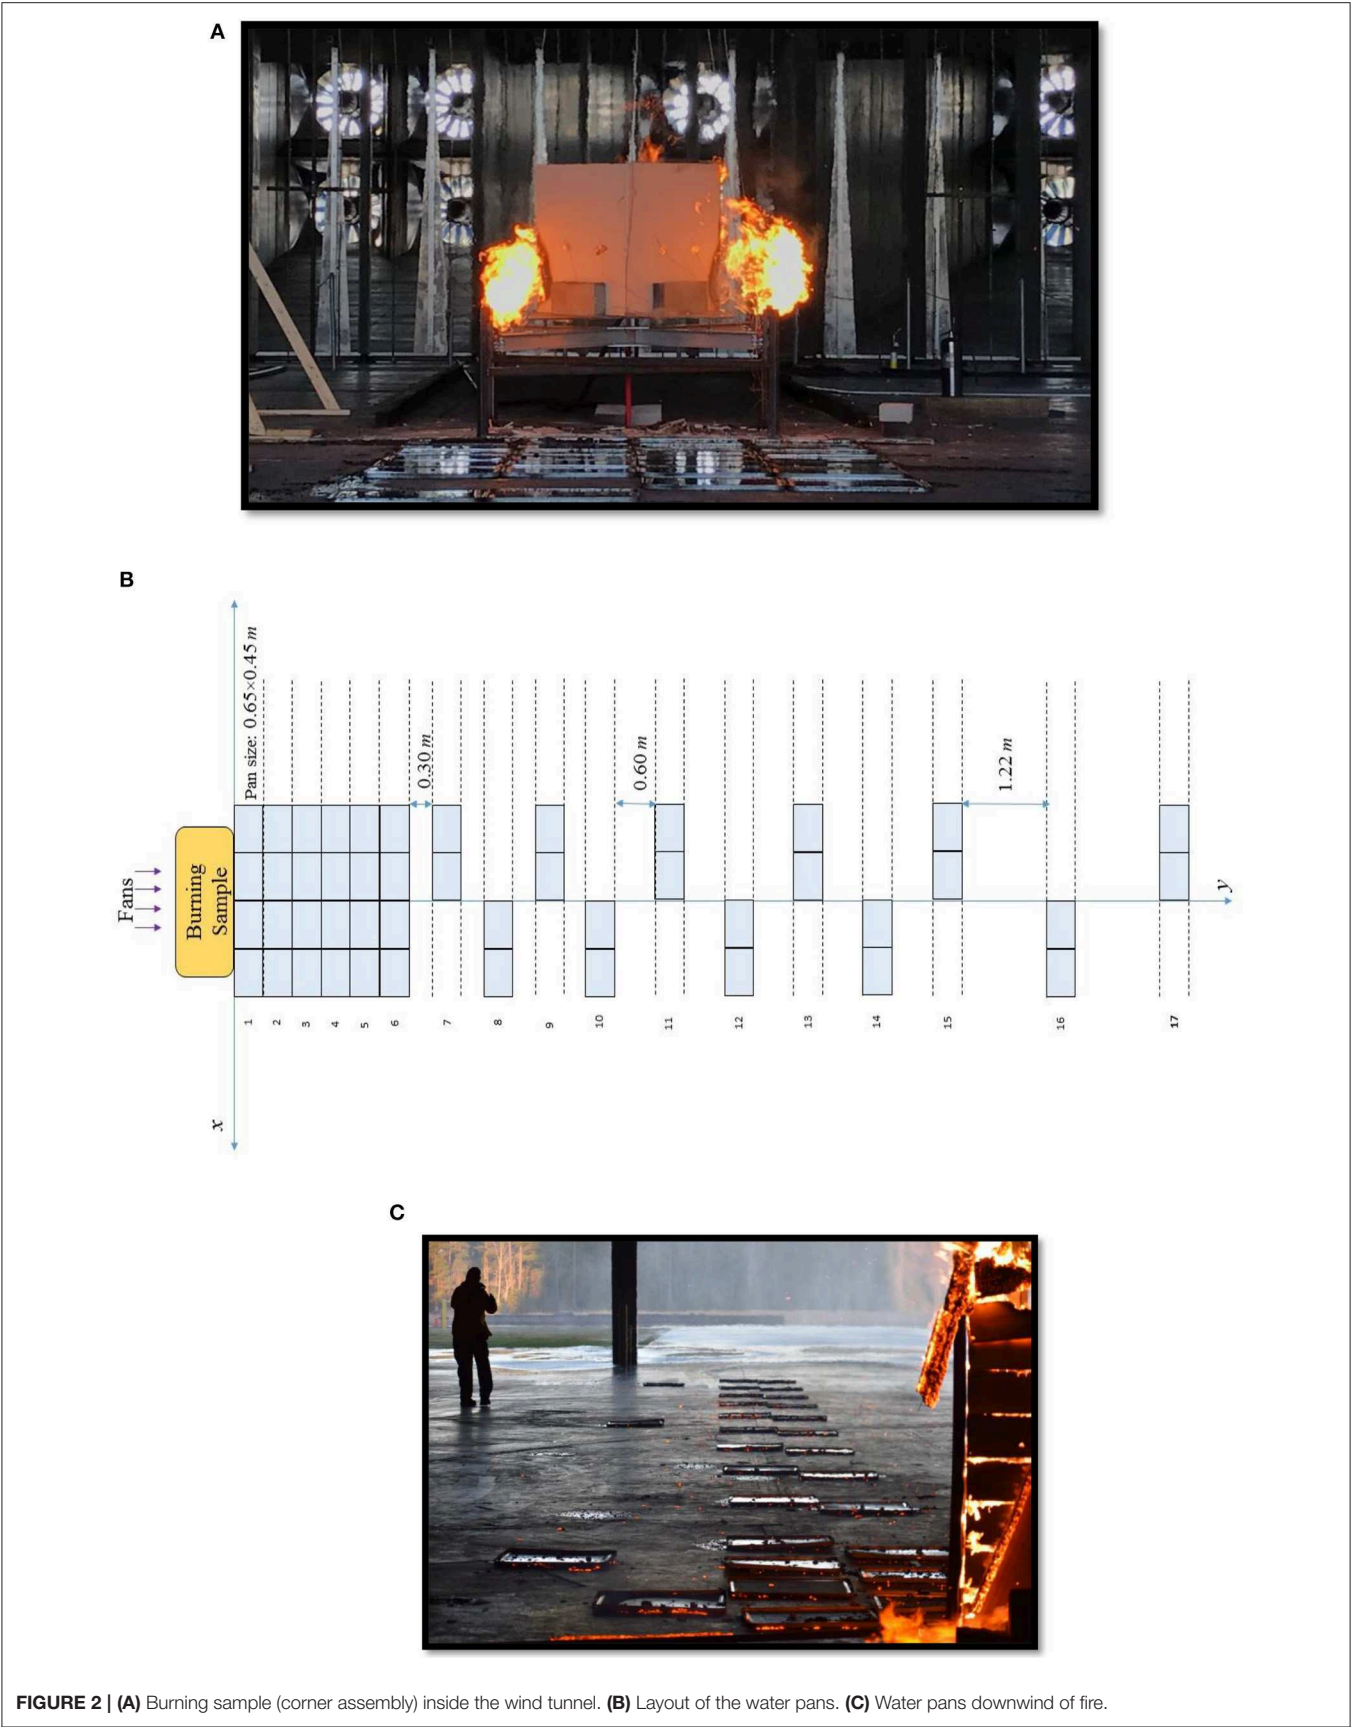 A
B
Fans
Burning
Sample
Pan size: 0.65×0.45 m
0.30 m
0.60 m
1.22 m
y
1
2
3
4
5
6
7
8
9
10
11
12
13
14
15
16
17
x
C
FIGURE 2 | (A) Burning sample (corner assembly) inside the wind tunnel. (B) Layout of the water pans. (C) Water pans downwind of fire.